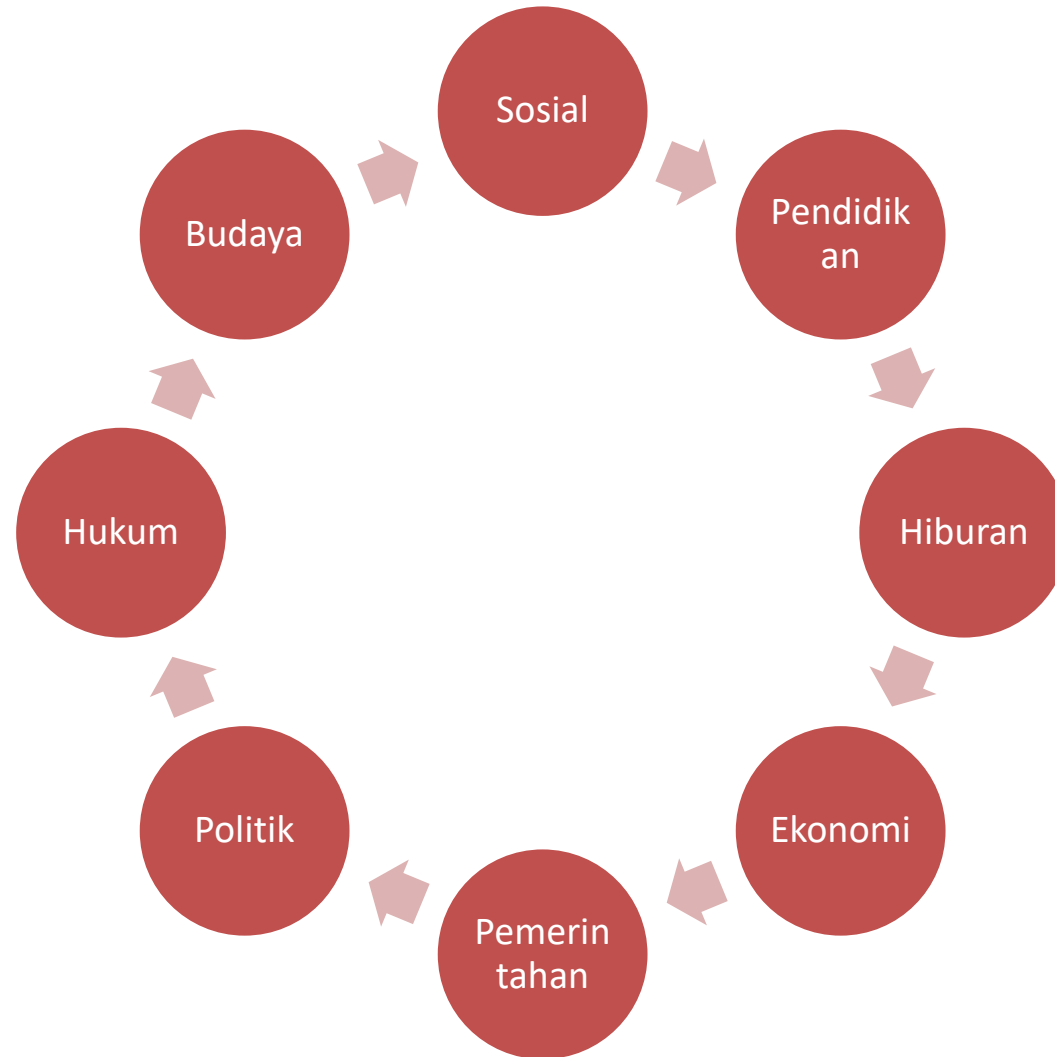 Sosial
Pendidik
an
Hiburan
Ekonomi
Pemerin
tahan
Politik
Hukum
Budaya